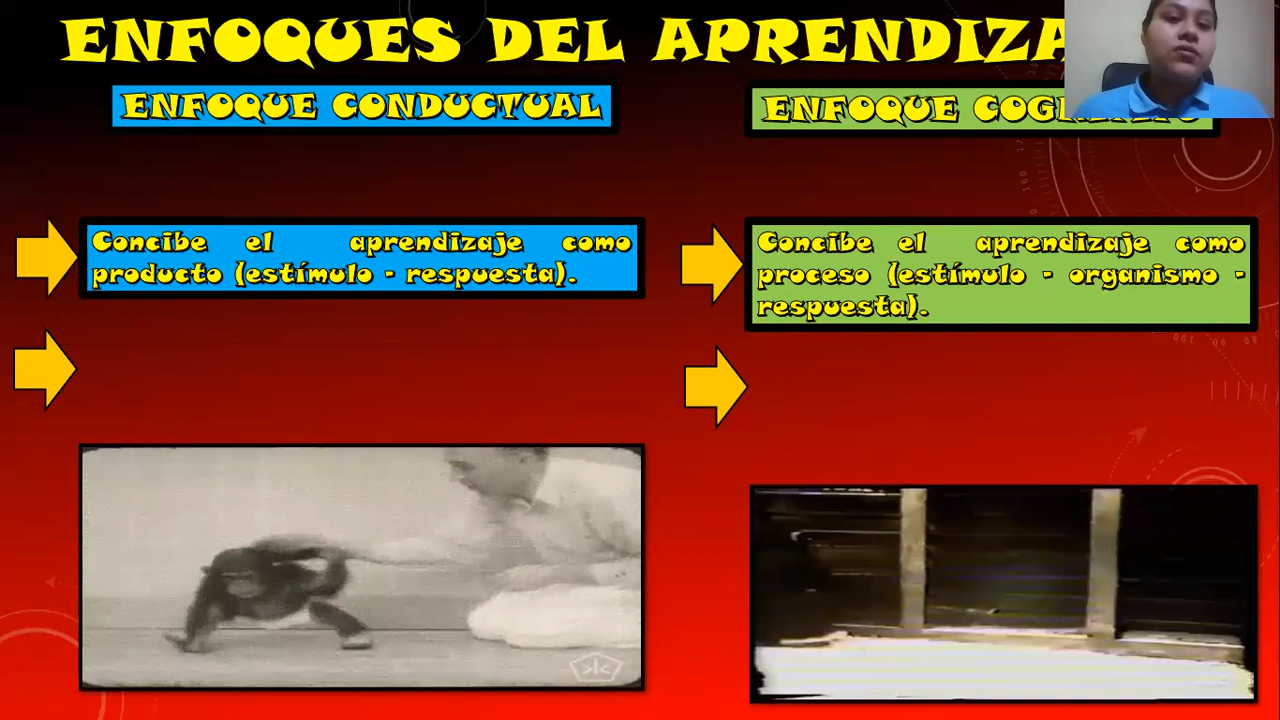 ENFOQUES DEL
ENFOQUE CONDUCTUAL
Concibe el aprendizaje como
producto (estímulo - respuesta).
ENFOQUE
Concibe el aprendizaje como
proceso (estímulo - organismo -
respuesta).